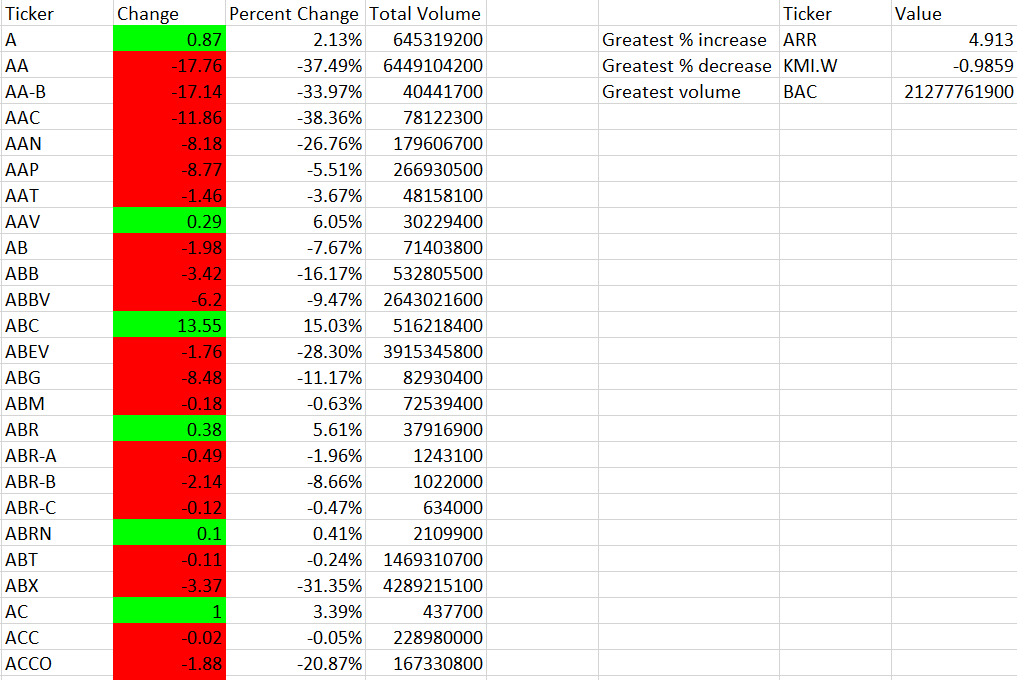 Ticker Change Percent Change Total Volume Ticker Value
A 0.87 2.13% 645319200 Greatest % increase ARR 4.913
AA -17.76 -37.49% 6449104200 Greatest % decrease KMI.W -0.9859
AA-B -17.14 -33.97% 40441700 Greatest volume BAC 21277761900
AAC -11.86 -38.36% 78122300
AAN -8.18 -26.76% 179606700
AAP -8.77 -5.51% 266930500
AAT -1.46 -3.67% 48158100
AAV 0.29 6.05% 30229400
AB -1.98 -7.67% 71403800
ABB -3.42 -16.17% 532805500
ABBV -6.2 -9.47% 2643021600
ABC 13.55 15.03% 516218400
ABEV -1.76 -28.30% 3915345800
ABG -8.48 -11.17% 82930400
ABM -0.18 -0.63% 72539400
ABR 0.38 5.61% 37916900
ABR-A -0.49 -1.96% 1243100
ABR-B -2.14 -8.66% 1022000
ABR-C -0.12 -0.47% 634000
ABRN 0.1 0.41% 2109900
ABT -0.11 -0.24% 1469310700
ABX -3.37 -31.35% 4289215100
AC 1 3.39% 437700
ACC -0.02 -0.05% 228980000
ACCO -1.88 -20.87% 167330800